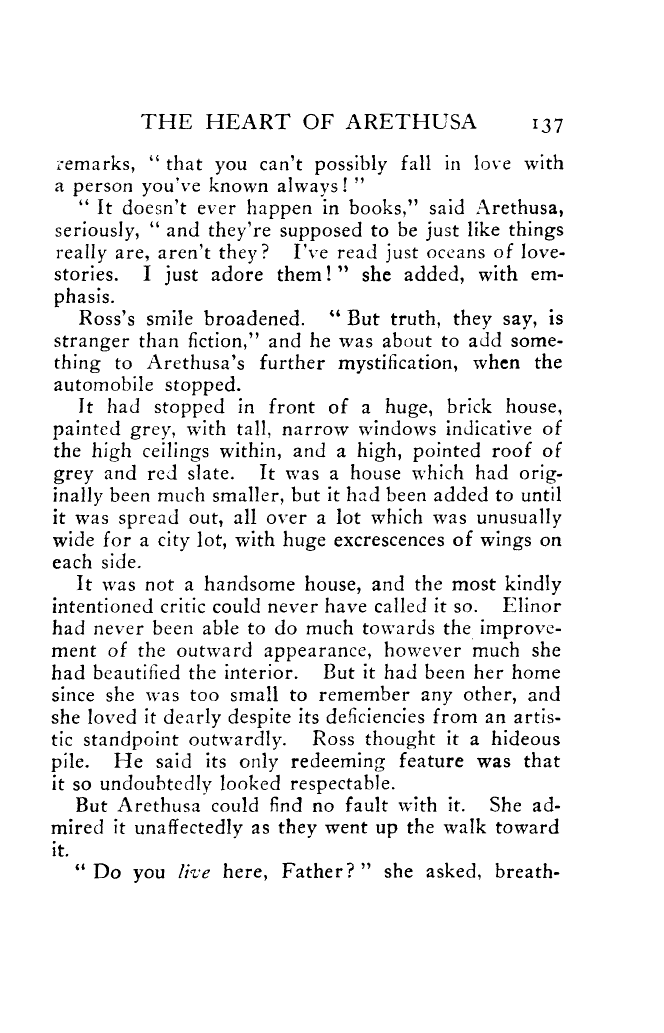 THE HEART OF ARETHUSA 137
remarks, “ that you can't possibly fall in love with
a person you've known always! ”
“ It doesn't ever happen in books,” said Arethusa,
seriously, “ and they're supposed to be just like things
really are, aren't they? I've read just oceans of love-
stories. I just adore them! ” she added, with em-
phasis.
Ross's smile broadened. “ But truth, they say, is
stranger than fiction,” and he was about to add some-
thing to Arethusa's further mystification, when the
automobile stopped.
It had stopped in front of a huge, brick house,
painted grey, with tall, narrow windows indicative of
the high ceilings within, and a high, pointed roof of
grey and red slate. It was a house which had orig-
inally been much smaller, but it had been added to until
it was spread out, all over a lot which was unusually
wide for a city lot, with huge excrescences of wings on
each side.
It was not a handsome house, and the most kindly
intentioned critic could never have called it so. Elinor
had never been able to do much towards the improve-
ment of the outward appearance, however much she
had beautified the interior. But it had been her home
since she was too small to remember any other, and
she loved it dearly despite its deficiencies from an artis-
tic standpoint outwardly. Ross thought it a hideous
pile. He said its only redeeming feature was that
it so undoubtedly looked respectable.
But Arethusa could find no fault with it. She ad-
mired it unaffectedly as they went up the walk toward
it.
“ Do you live here, Father? ” she asked, breath-